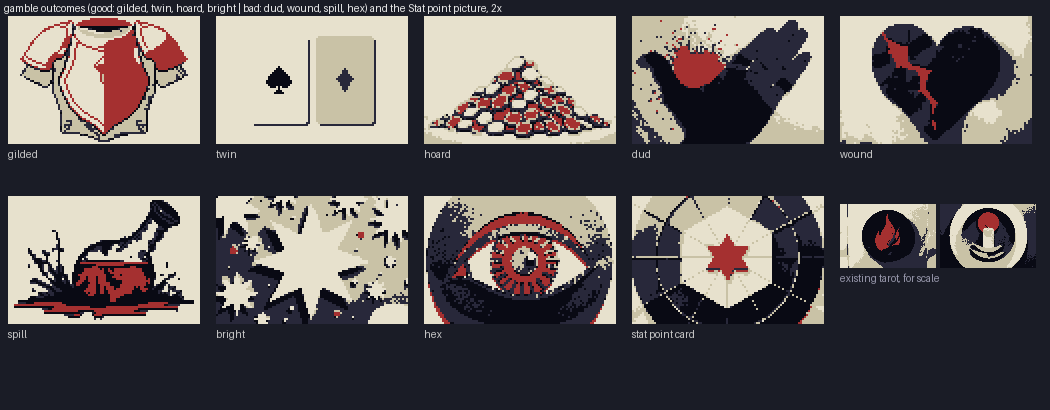 gamble outcomes (good: gilded, twin, hoard, bright | bad: dud, wound, spill, hex) and the Stat point picture, 2x
gilded
twin
hoard
dud
wound
spill
bright
hex
stat point card
existing tarot, for scale